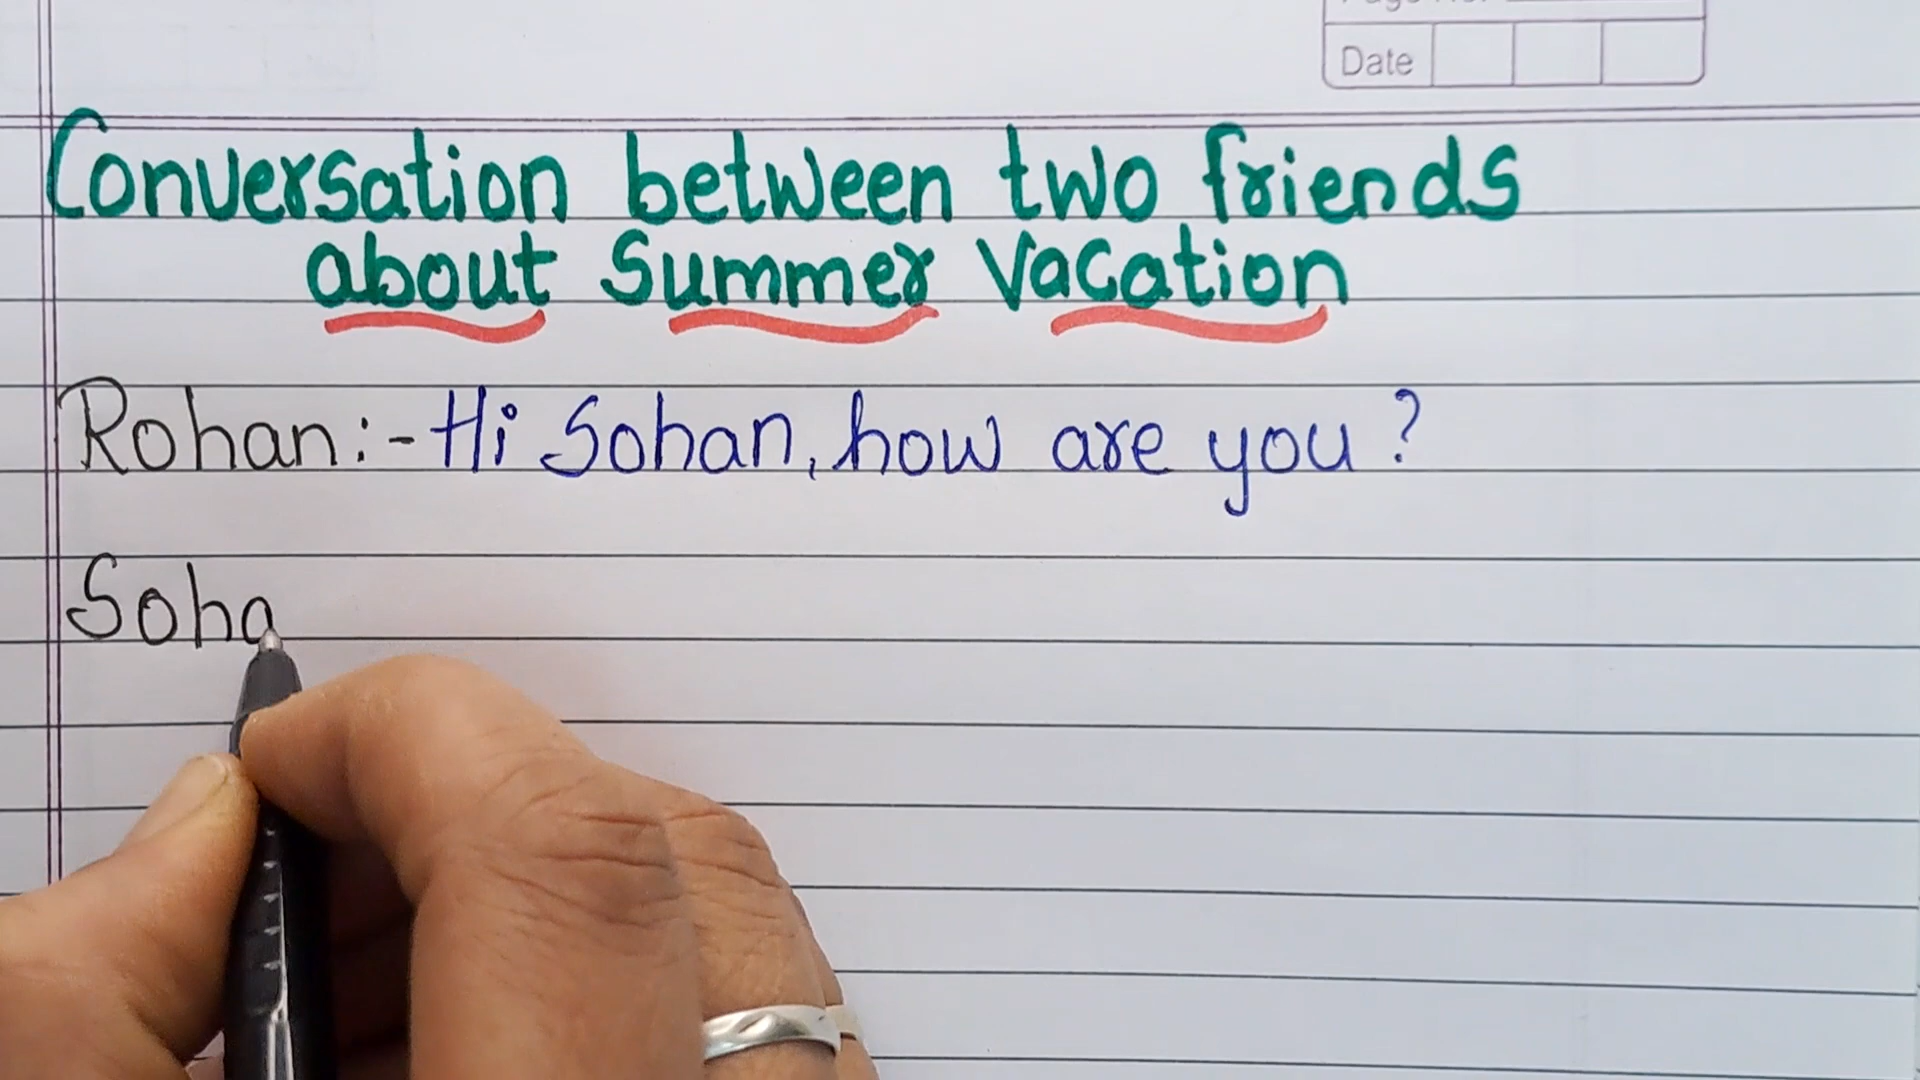 Date
Conversation between two friends
about Summer Vacation
Rohan:- Hi Sohan, how are you?
Soha